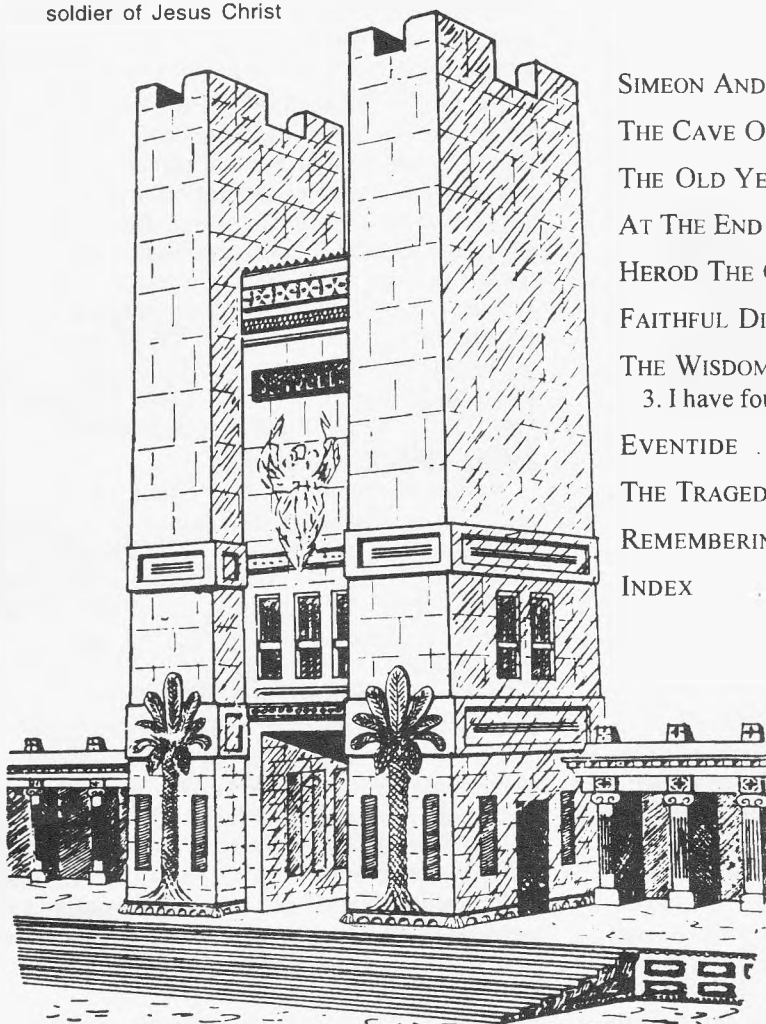 soldier of Jesus Christ
SIMEON AND
THE CAVE O
THE OLD YE
AT THE END
HEROD THE
FAITHFUL DI
THE WISDOM
3. I have fou
EVENTIDE .
THE TRAGED
REMEMBERIN
INDEX .